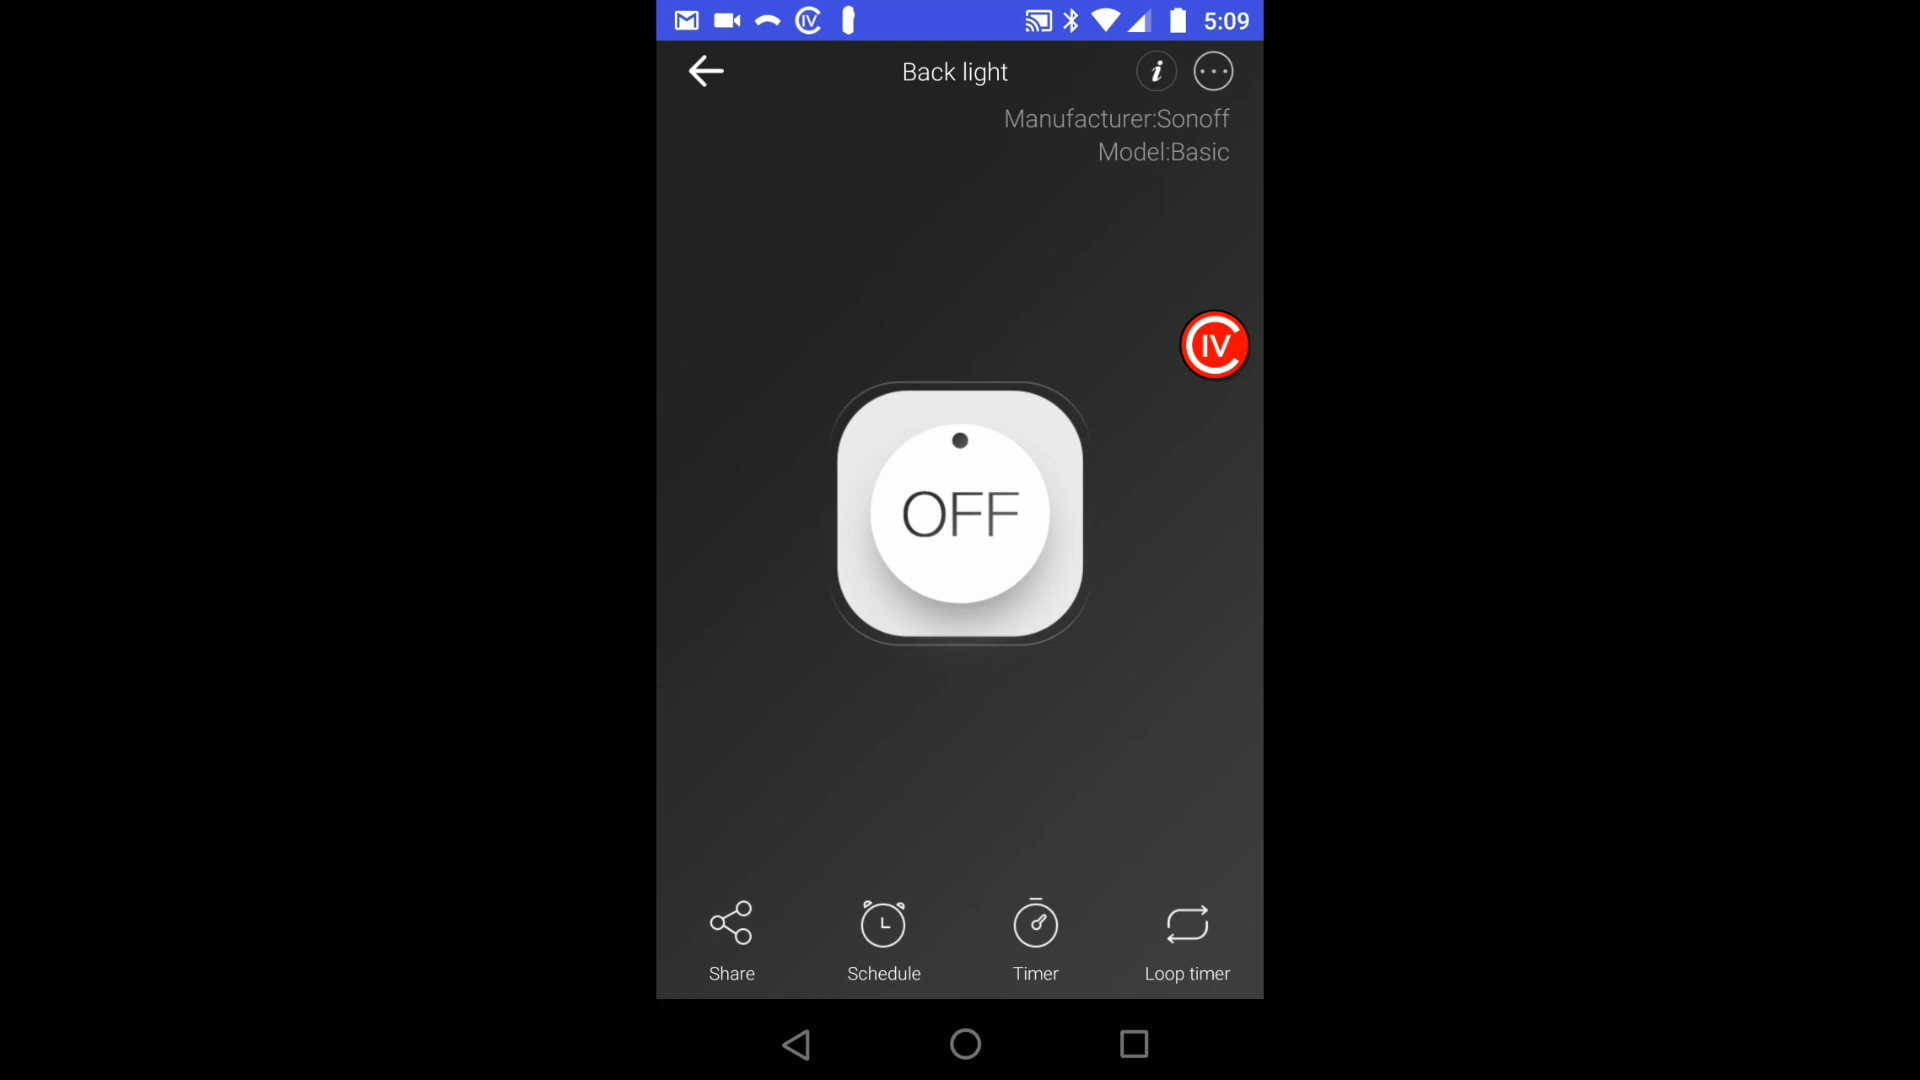 5:09
Back light
Manufacturer:Sonoff
Model:Basic
IV
OFF
Share
Schedule
Timer
Loop timer